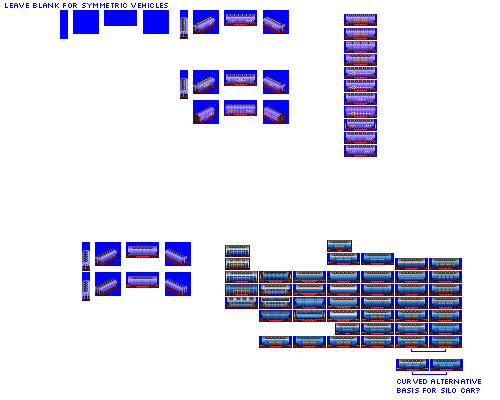 LEAVE BLANK FOR SYMMETRIC VEHICLES
CURVED ALTERNATIVE
BASIS FOR SILO CAR?